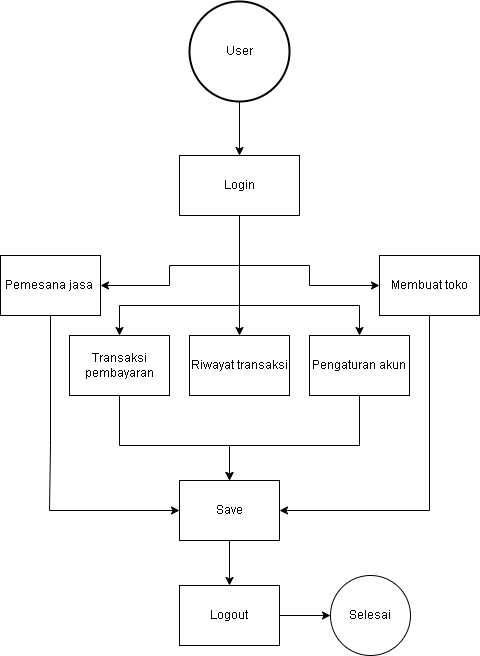 User
Login
Pemesana jasa
Membuat toko
Transaksi
pembayaran
Riwayat transaksi
Pengaturan akun
Save
Logout
Selesai